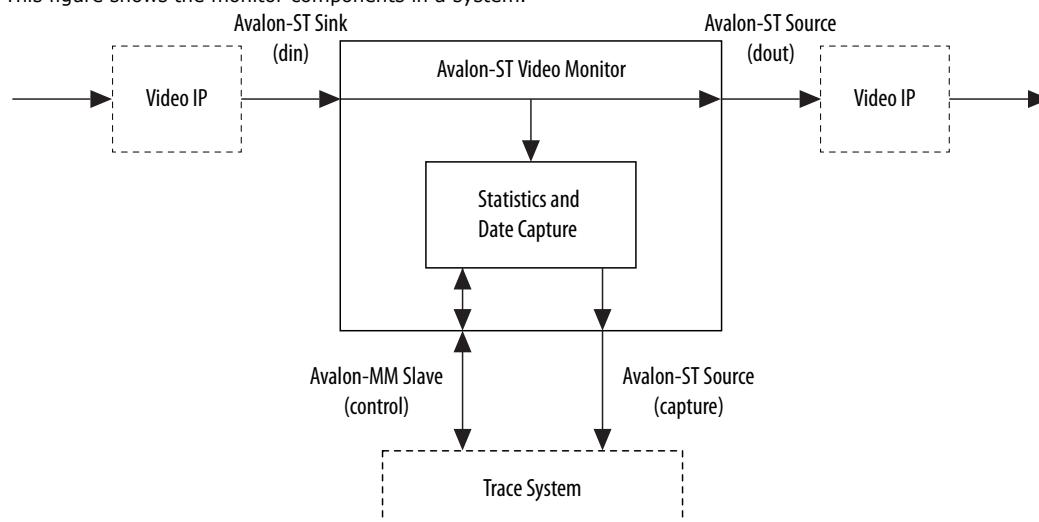 This figure shows the monitor components in a system.
Avalon-ST Sink
(din)
Avalon-ST Source
(dout)
Avalon-ST Video Monitor
Video IP
Video IP
Statistics and
Date Capture
Avalon-MM Slave
(control)
Avalon-ST Source
(capture)
Trace System